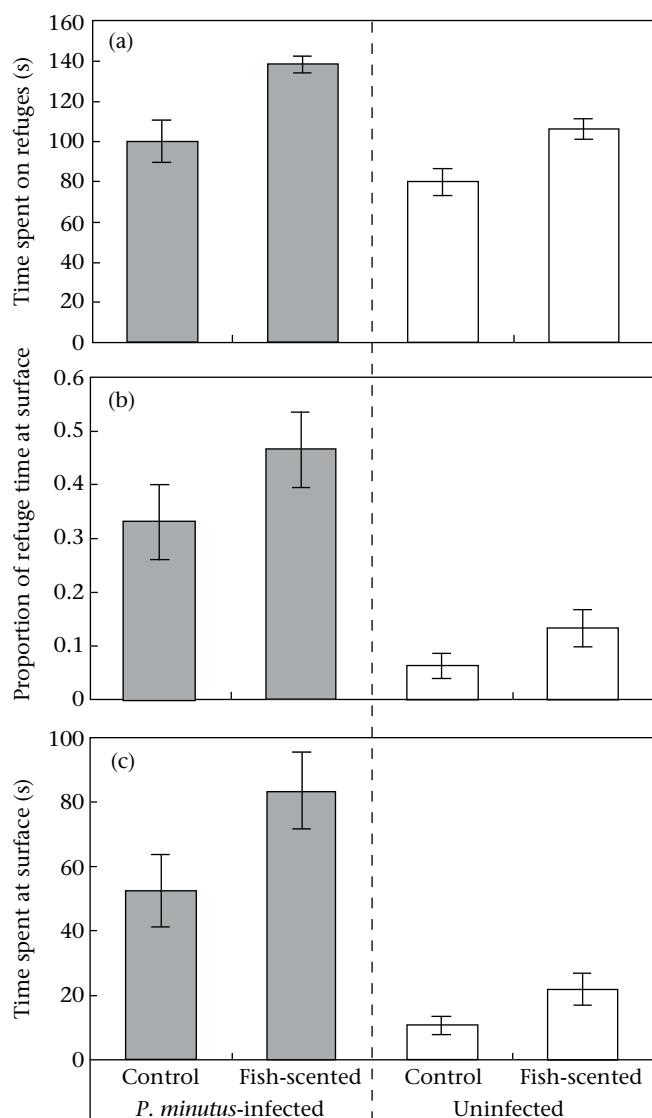 (a)
Time spent on refuges (s)
160
140
120
100
80
60
40
20
0
(b)
Proportion of refuge time at surface
0.6
0.5
0.4
0.3
0.2
0.1
0
(c)
Time spent at surface (s)
100
80
60
40
20
0
Control Fish-scented Control Fish-scented
P. minutus-infected Uninfected